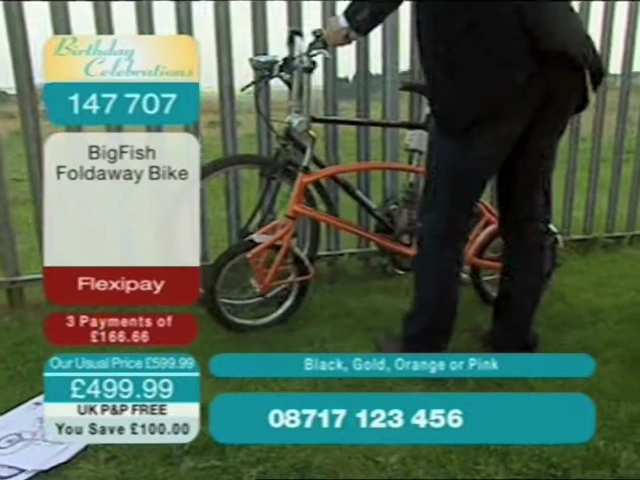 Birthday
Celebrations
147 707
BigFish
Foldaway Bike
Flexipay
3 Payments of
£166.66
Our Usual Price £599.99
£499.99
UK P&P FREE
You Save £100.00
Black, Gold, Orange or Pink
08717 123 456